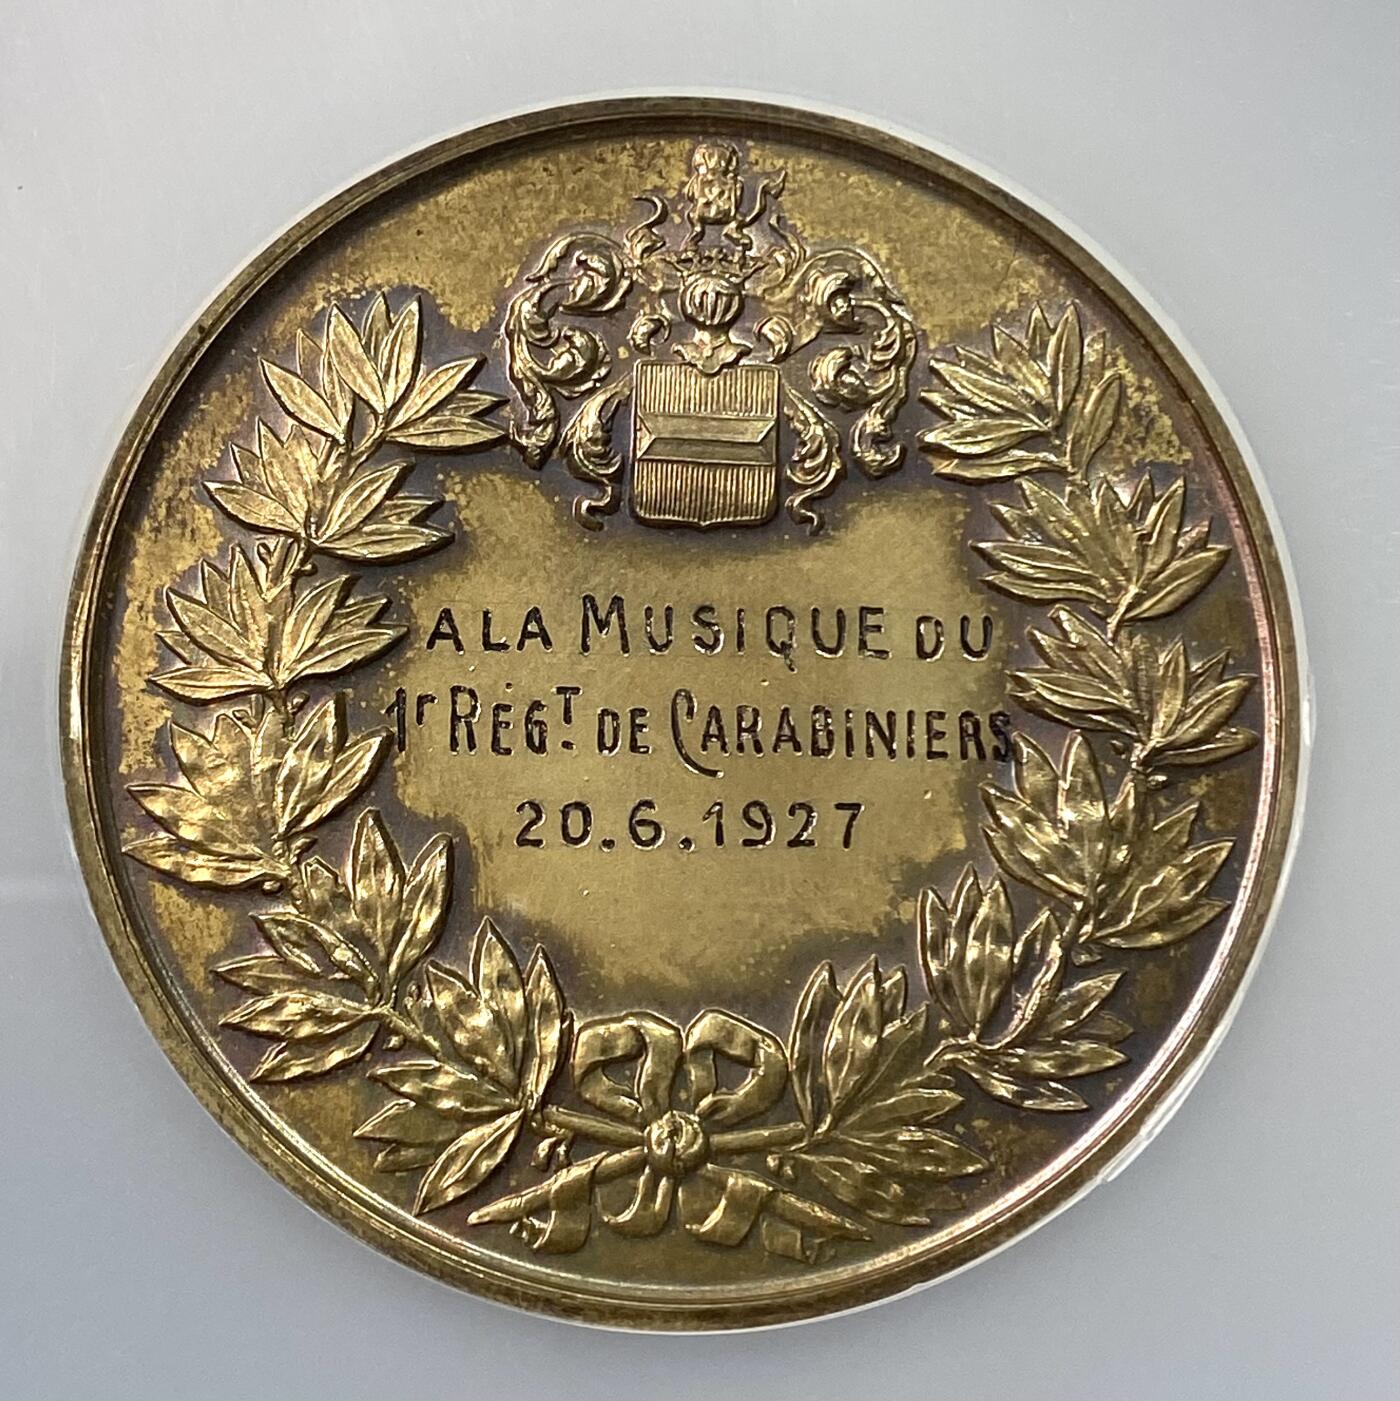 A LA MUSIQUE DU
1r RÉGT. DE CARABINIERS
20.6.1927